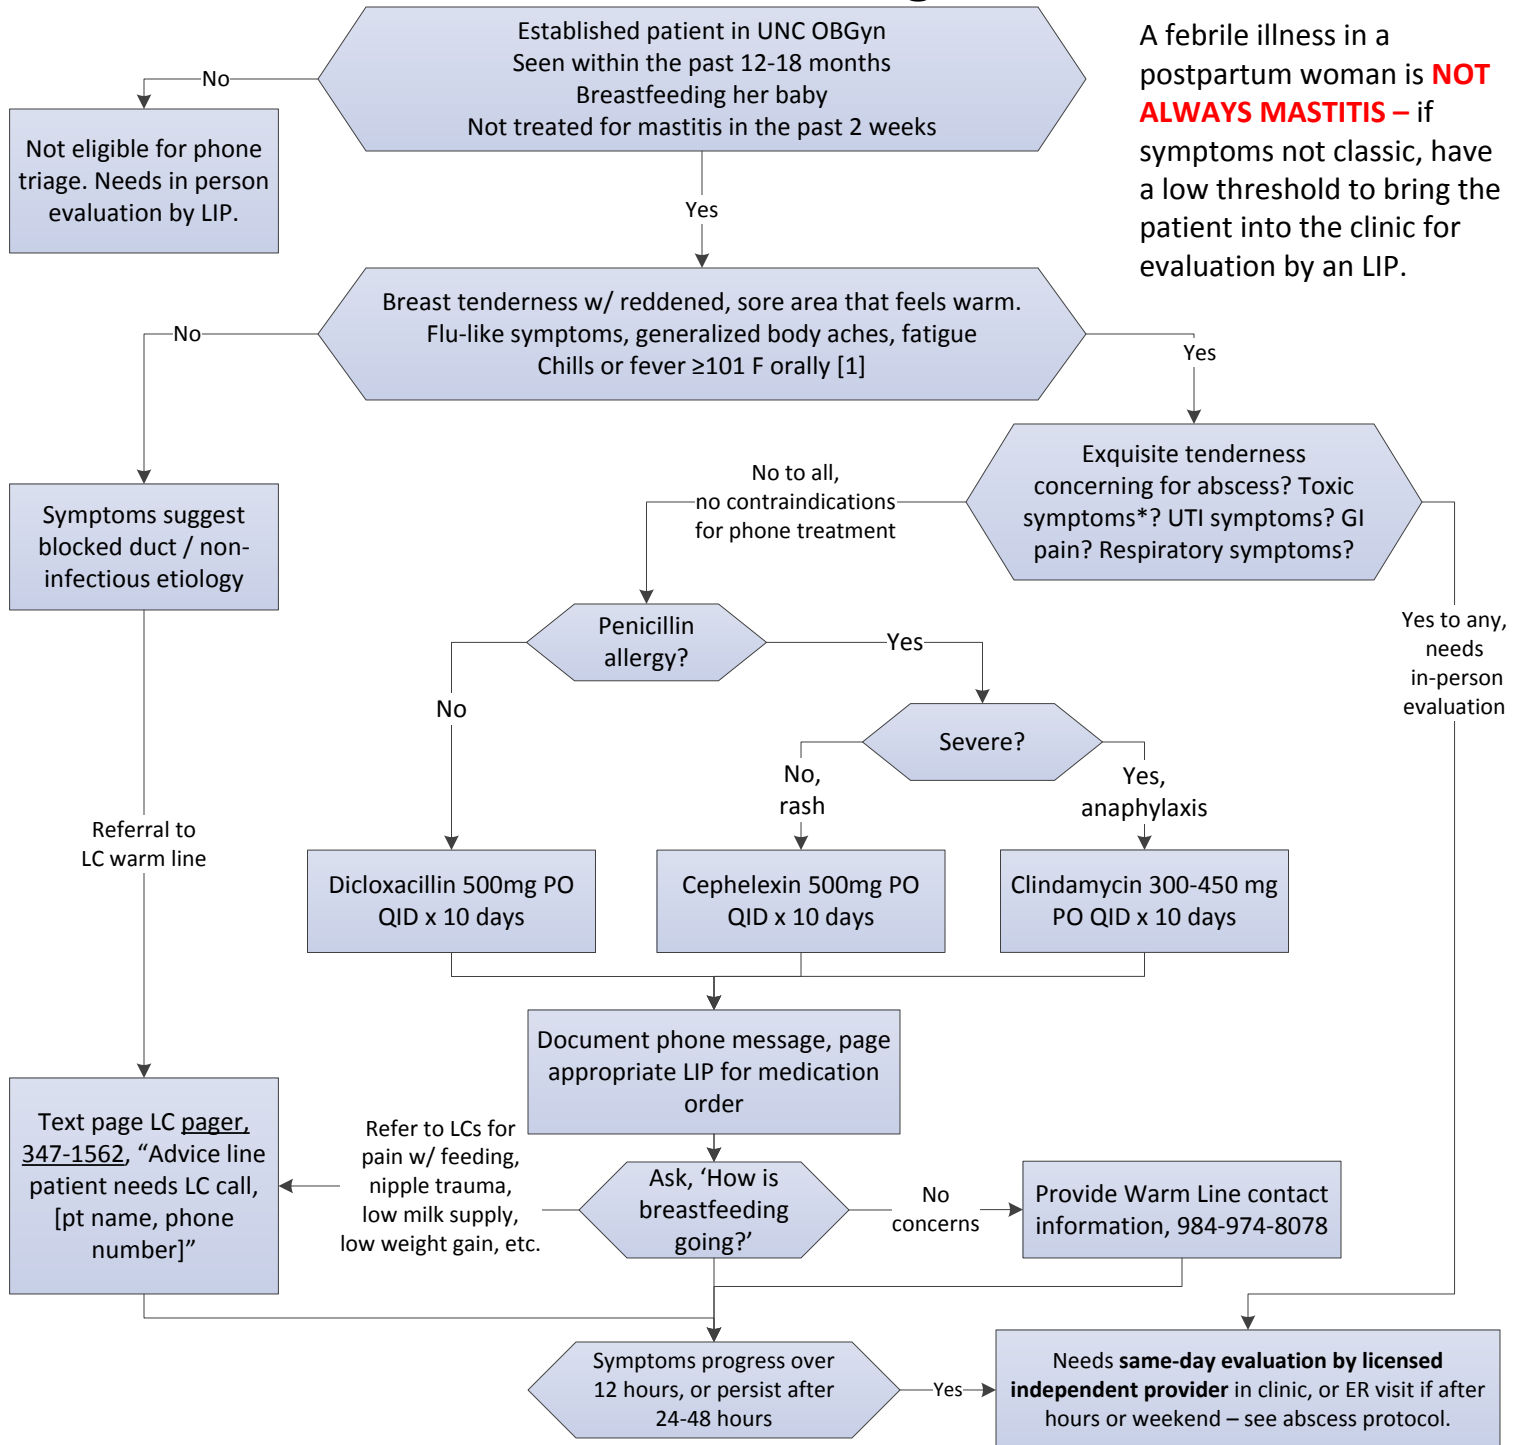 Established patient in UNC OBGyn
Seen within the past 12-18 months
Breastfeeding her baby
Not treated for mastitis in the past 2 weeks
A febrile illness in a
postpartum woman is NOT
ALWAYS MASTITIS – if
symptoms not classic, have
a low threshold to bring the
patient into the clinic for
evaluation by an LIP.
No
Not eligible for phone
triage. Needs in person
evaluation by LIP.
Yes
Breast tenderness w/ reddened, sore area that feels warm.
Flu-like symptoms, generalized body aches, fatigue
Chills or fever ≥101 F orally [1]
No
Yes
Symptoms suggest
blocked duct / non-
infectious etiology
No to all,
no contraindications
for phone treatment
Exquisite tenderness
concerning for abscess? Toxic
symptoms*? UTI symptoms? GI
pain? Respiratory symptoms?
Yes to any,
needs
in-person
evaluation
Penicillin
allergy?
Yes
No
Severe?
No,
rash
Yes,
anaphylaxis
Referral to
LC warm line
Dicloxacillin 500mg PO
QID x 10 days
Cephelexin 500mg PO
QID x 10 days
Clindamycin 300-450 mg
PO QID x 10 days
Document phone message, page
appropriate LIP for medication
order
Text page LC pager,
347-1562, “Advice line
patient needs LC call,
[pt name, phone
number]”
Refer to LCs for
pain w/ feeding,
nipple trauma,
low milk supply,
low weight gain, etc.
Ask, ‘How is
breastfeeding
going?’
No
concerns
Provide Warm Line contact
information, 984-974-8078
Symptoms progress over
12 hours, or persist after
24-48 hours
Yes
Needs same-day evaluation by licensed
independent provider in clinic, or ER visit if after
hours or weekend – see abscess protocol.